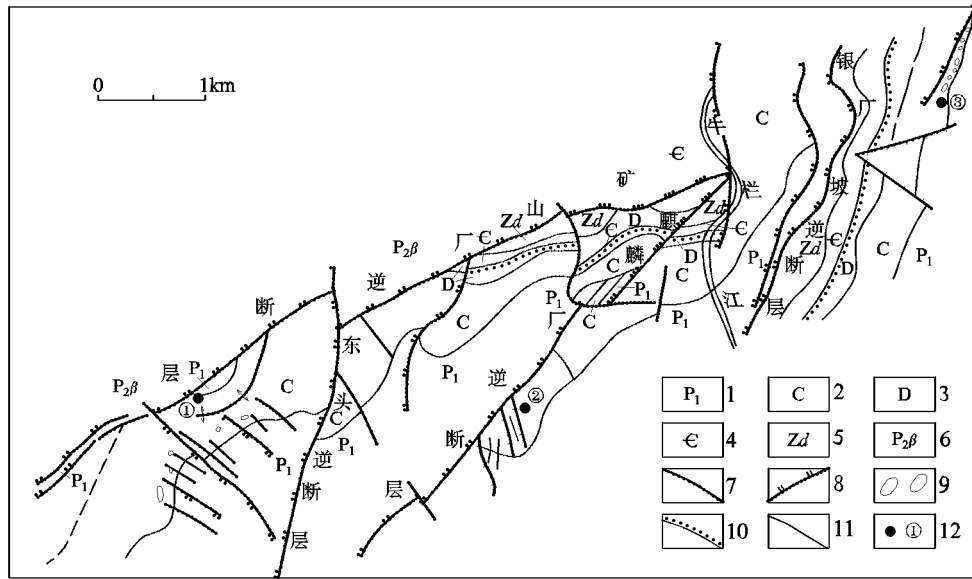 0 1km
矿山厂逆断层
麒麟厂逆断层
东头逆断层
牛栏江
银厂坡逆断层
P₂β
P₂β
Zd
Zd
Zd
Zd
Є
Є
Є
Є
Є
D
D
D
D
C
C
C
C
C
C
C
C
C
P₁
P₁
P₁
P₁
P₁
P₁
P₁
P₁
P₁
P₁
①
②
③
P₁ 1
C 2
D 3
Є 4
Zd 5
P₂β 6
7
8
9
10
11
① 12